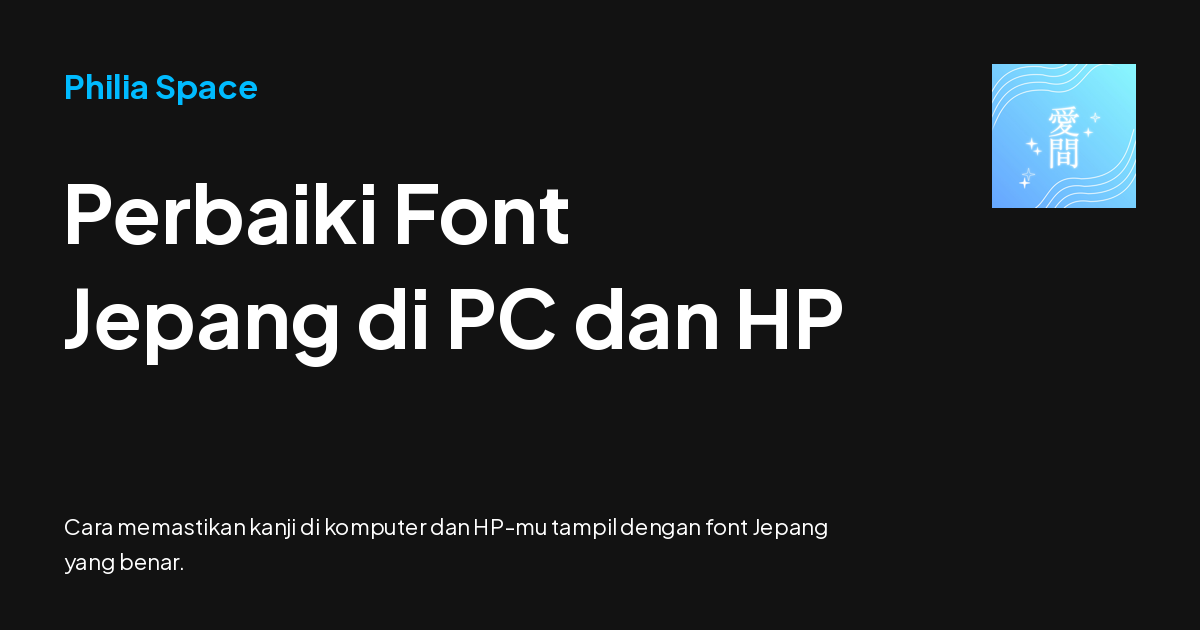 Philia Space
愛
間
Perbaiki Font
Jepang di PC dan HP
Cara memastikan kanji di komputer dan HP-mu tampil dengan font Jepang
yang benar.